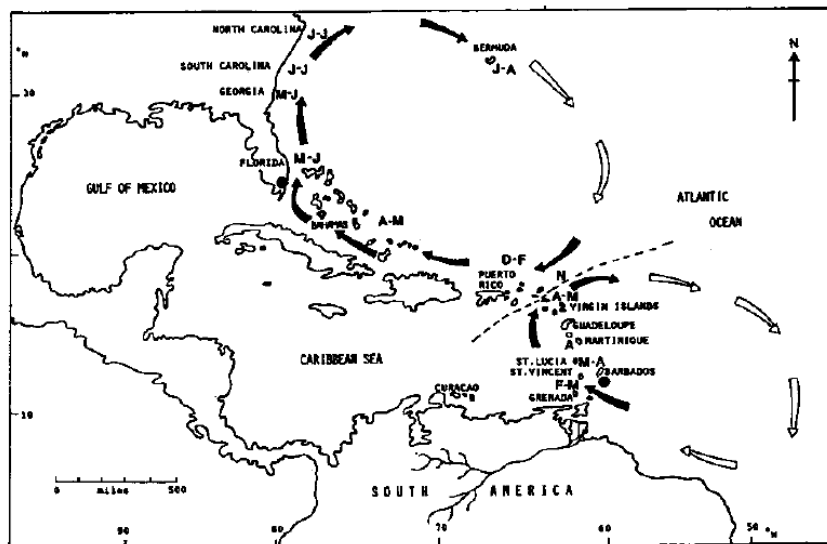 NORTH CAROLINA J-J
BERMUDA
J-A
N
°N
SOUTH CAROLINA J-J
GEORGIA M-J
30
FLORIDA M-J
GULF OF MEXICO
BAHAMAS
A-M
ATLANTIC
OCEAN
D-F
PUERTO
RICO
N
A-M
VIRGIN ISLANDS
GUADELOUPE
A MARTINIQUE
CARIBBEAN SEA
ST.LUCIA M-A
ST.VINCENT BARBADOS
CURACAO
F-M
GRENADA
10
0 miles 500
SOUTH AMERICA
90 80 70 60 50 °W